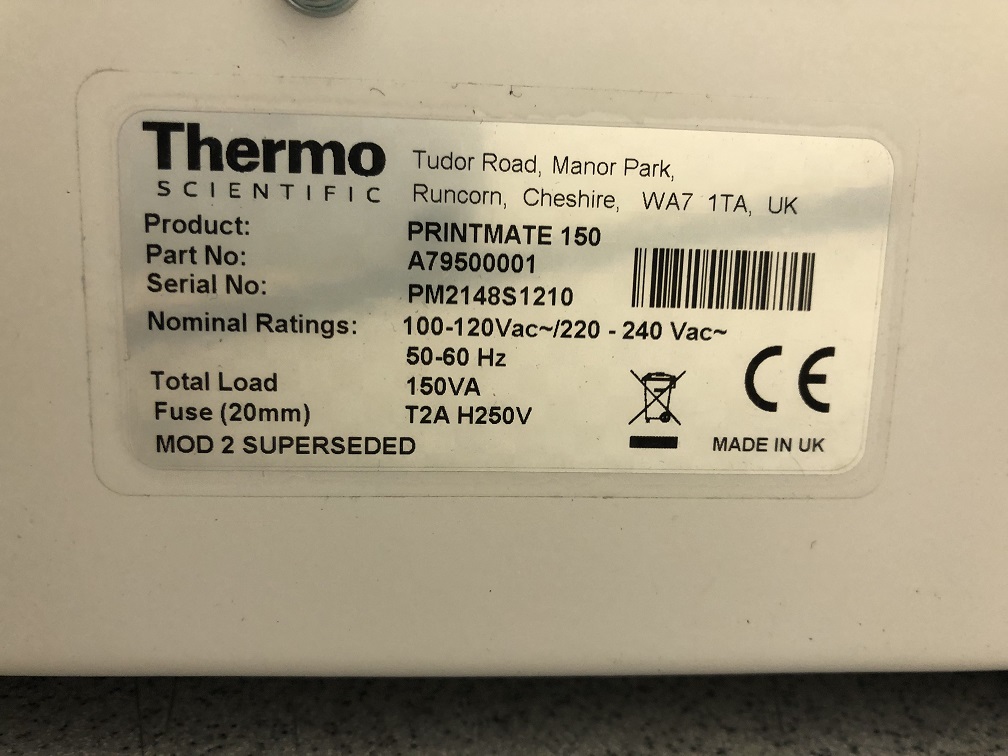 Thermo
SCIENTIFIC
Tudor Road, Manor Park,
Runcorn, Cheshire, WA7 1TA, UK
Product: PRINTMATE 150
Part No: A79500001
Serial No: PM2148S1210
Nominal Ratings: 100-120Vac~/220 - 240 Vac~
50-60 Hz
Total Load 150VA
Fuse (20mm) T2A H250V
MOD 2 SUPERSEDED
CE
MADE IN UK